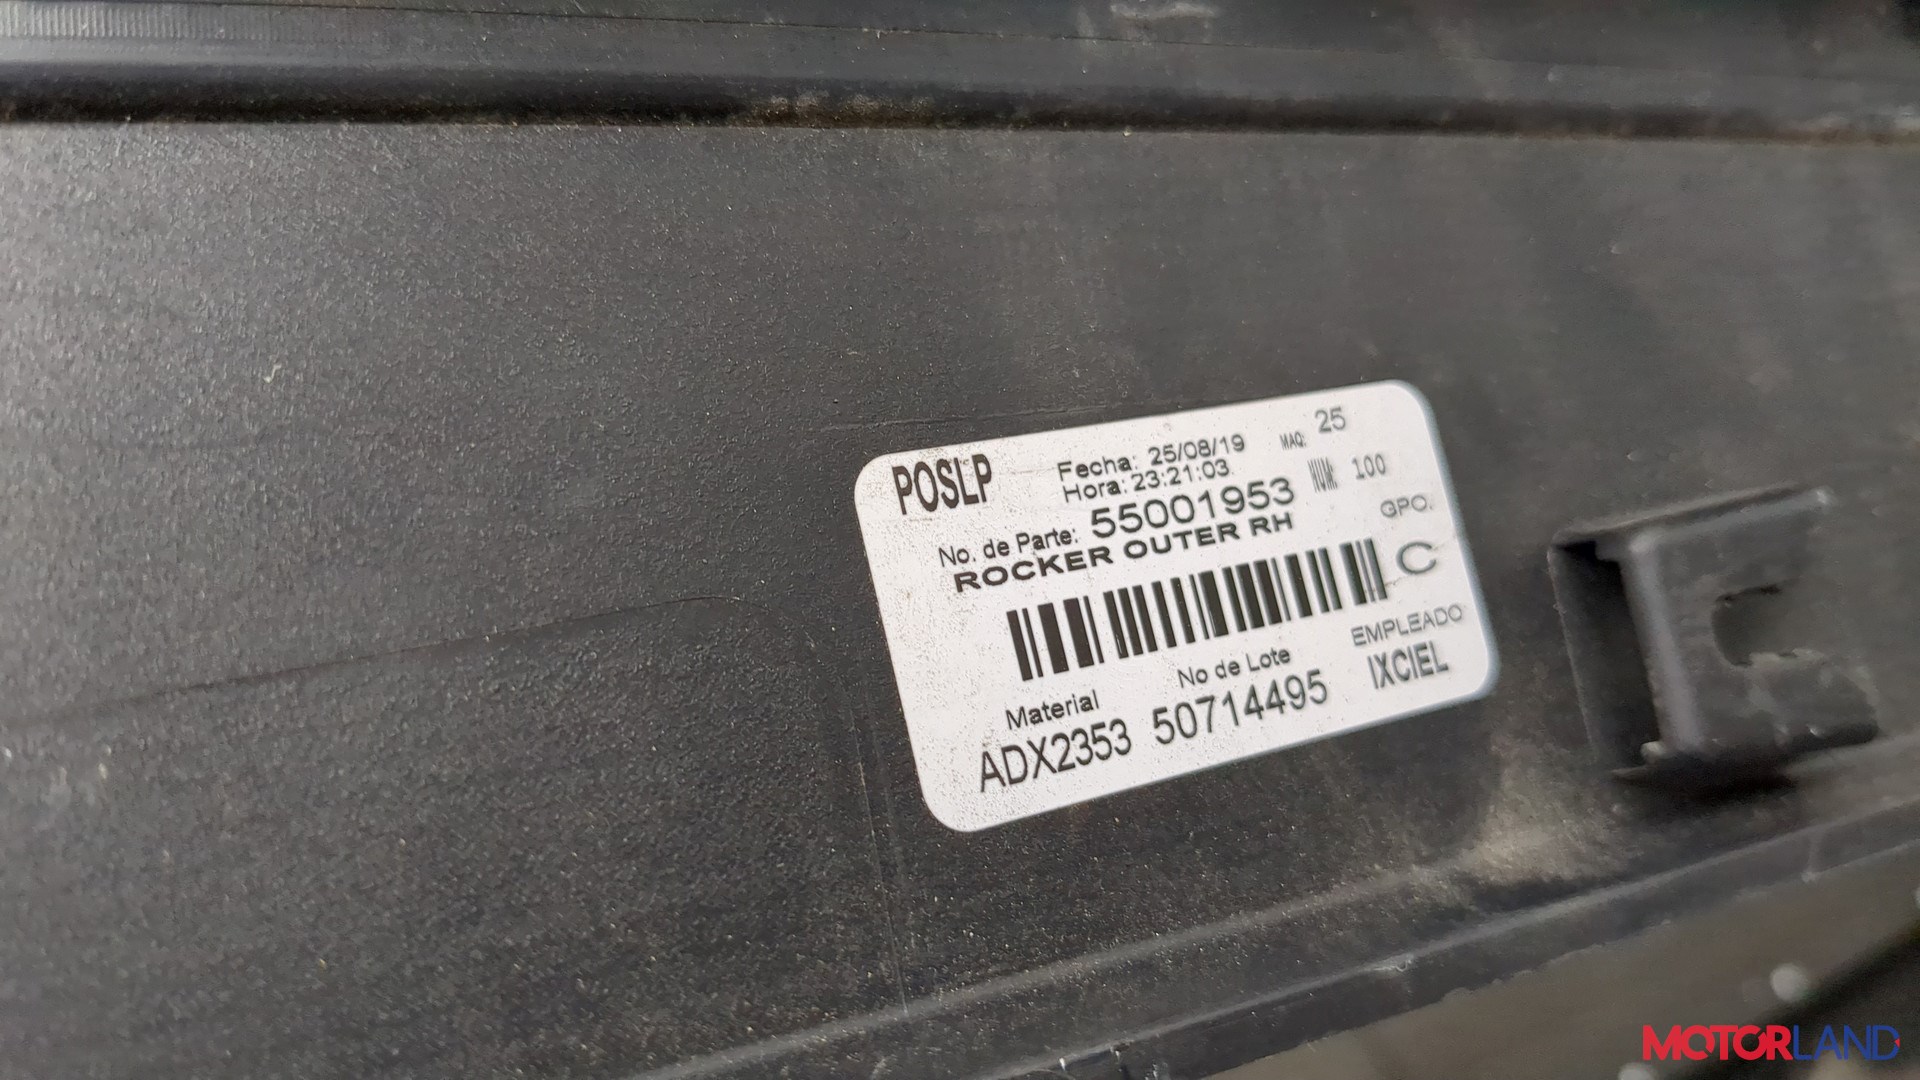 POSLP
Fecha: 25/08/19
MAQ: 25
Hora: 23:21:03
NUM: 100
No. de Parte: 55001953
GPO.
ROCKER OUTER RH
C
EMPLEADO
IXCIEL
Material
No de Lote
ADX2353 50714495
MOTORLAND